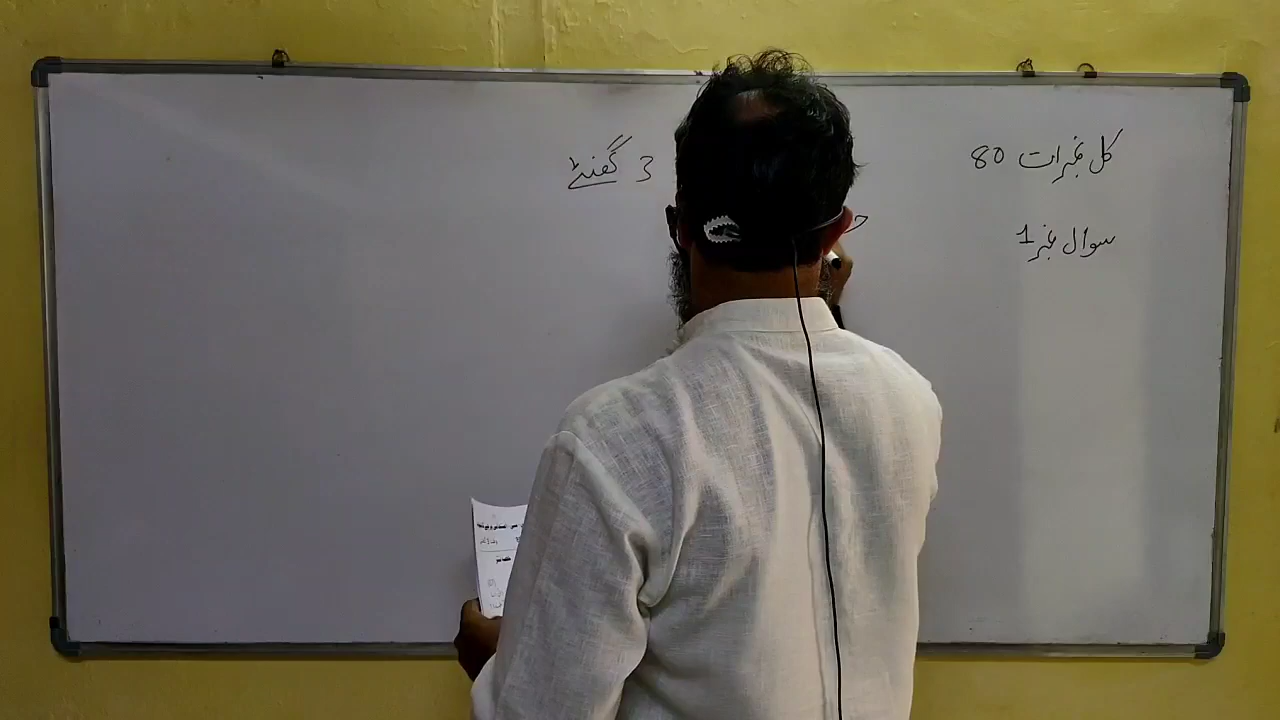 کل نمبرات 80 3 گھنٹے
سوال نمبر 1